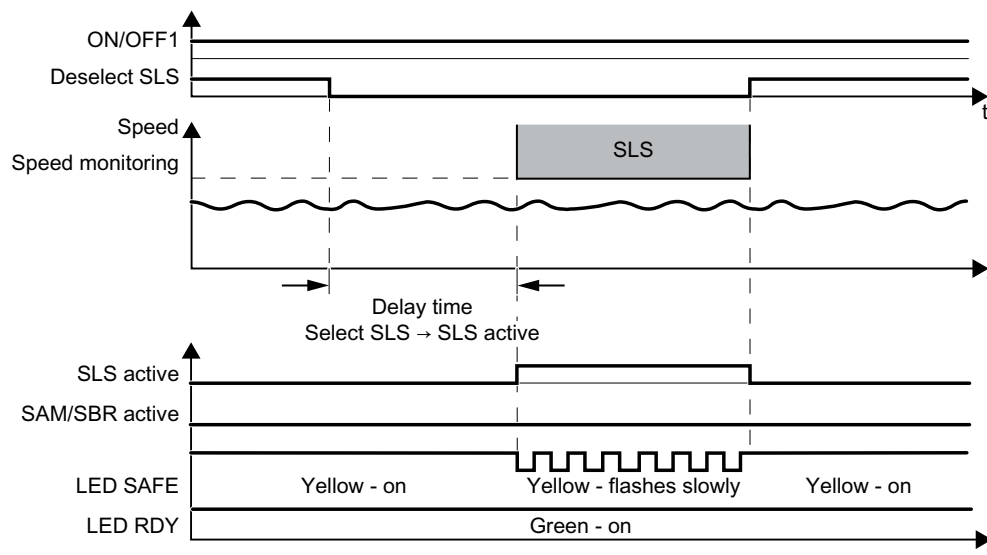 ON/OFF1
Deselect SLS
t
Speed
Speed monitoring
SLS
Delay time
Select SLS → SLS active
SLS active
SAM/SBR active
LED SAFE
Yellow - on
Yellow - flashes slowly
Yellow - on
LED RDY
Green - on